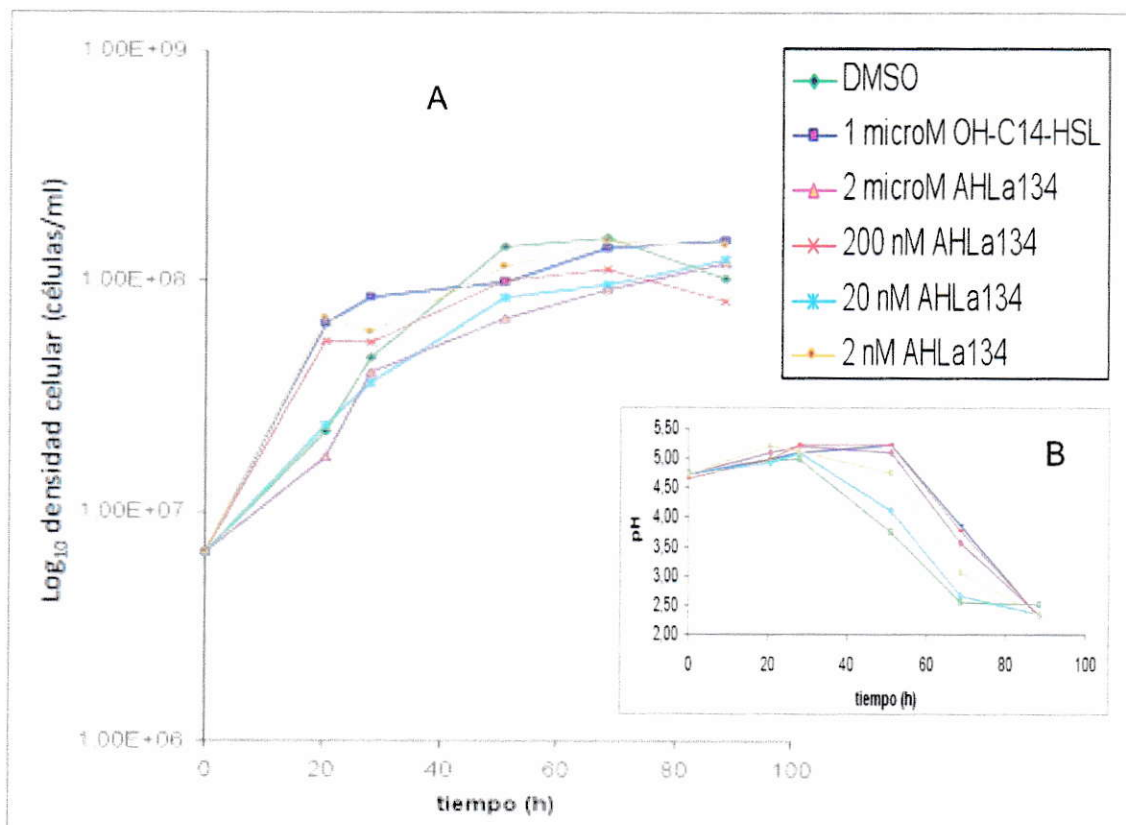 A
1.00E+09
1.00E+08
1.00E+07
1.00E+06
Log₁₀ densidad celular (células/ml)
0 20 40 60 80 100
tiempo (h)
DMSO
1 microM OH-C14-HSL
2 microM AHLa134
200 nM AHLa134
20 nM AHLa134
2 nM AHLa134
B
5,50
5,00
4,50
4,00
3,50
3,00
2,50
2,00
pH
0 20 40 60 80 100
tiempo (h)